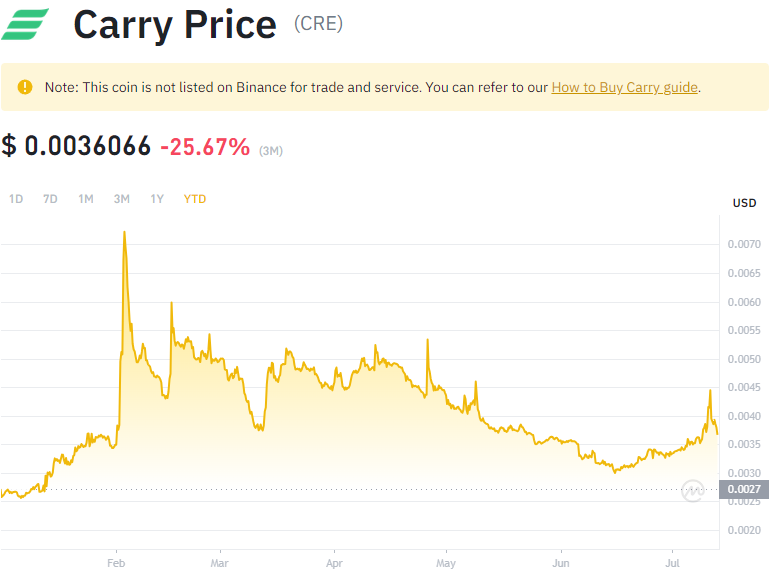 Carry Price (CRE)
Note: This coin is not listed on Binance for trade and service. You can refer to our How to Buy Carry guide.
$ 0.0036066 -25.67% (3M)
1D 7D 1M 3M 1Y YTD
USD
0.0070
0.0065
0.0060
0.0055
0.0050
0.0045
0.0040
0.0035
0.0030
0.0027
0.0025
0.0020
Feb Mar Apr May Jun Jul